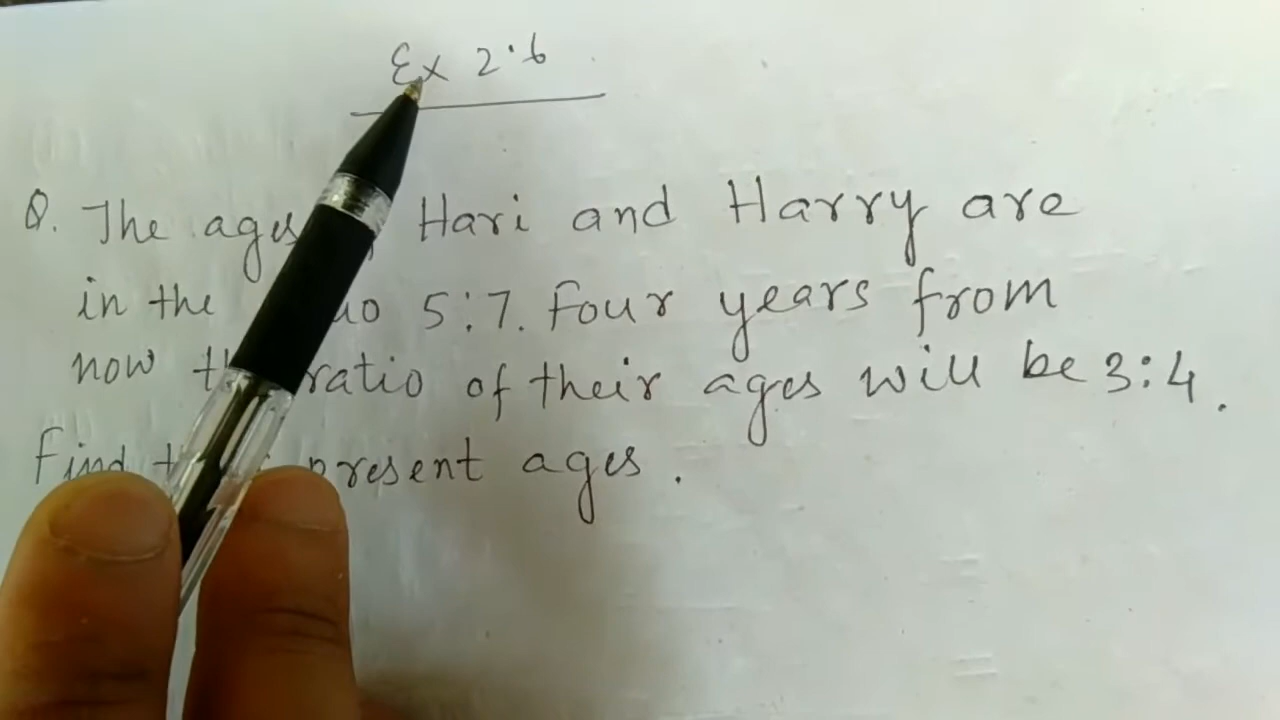 Ex 2.6
Q. The ages Hari and Harry are
in the 5:7. Four years from
now ratio of their ages will be 3:4.
Find present ages.